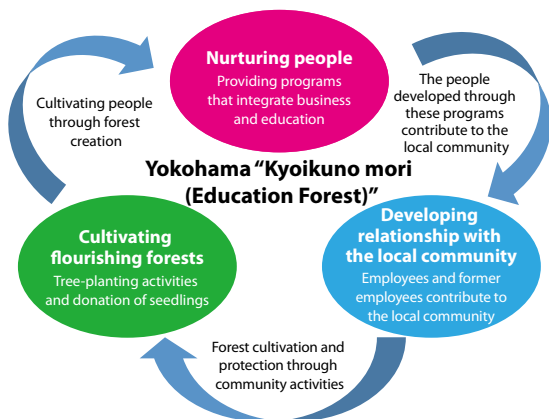 Nurturing people
Providing programs
that integrate business
and education
The people
developed through
these programs
contribute to the
local community
Cultivating people
through forest
creation
Yokohama “Kyoikuno mori
(Education Forest)”
Developing
relationship with
the local community
Employees and former
employees contribute to
the local community
Cultivating
flourishing forests
Tree-planting activities
and donation of seedlings
Forest cultivation and
protection through
community activities